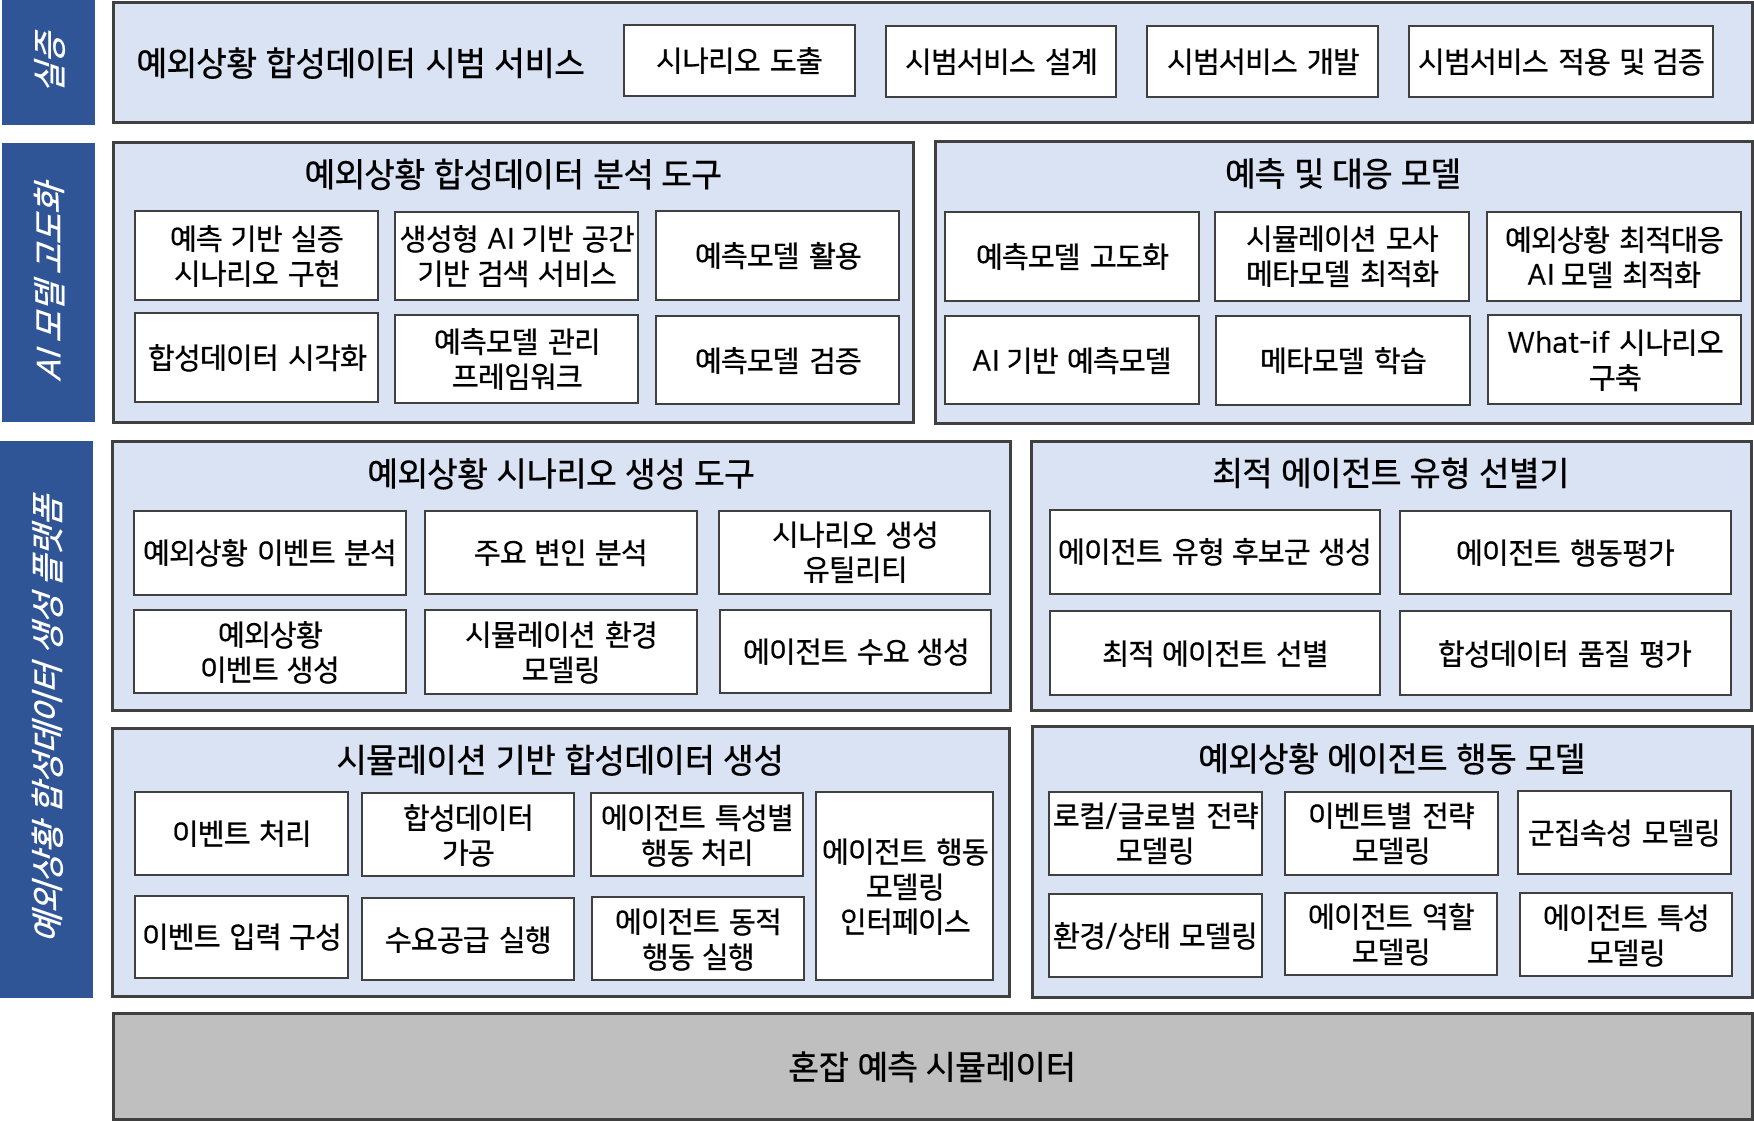 실증
예외상황 합성데이터 시범 서비스
시나리오 도출
시범서비스 설계
시범서비스 개발
시범서비스 적용 및 검증
AI 모델 고도화
예외상황 합성데이터 분석 도구
예측 기반 실증
시나리오 구현
생성형 AI 기반 공간
기반 검색 서비스
예측모델 활용
합성데이터 시각화
예측모델 관리
프레임워크
예측모델 검증
예측 및 대응 모델
예측모델 고도화
시뮬레이션 모사
메타모델 최적화
예외상황 최적대응
AI 모델 최적화
AI 기반 예측모델
메타모델 학습
What-if 시나리오
구축
예외상황 합성데이터 생성 플랫폼
예외상황 시나리오 생성 도구
예외상황 이벤트 분석
주요 변인 분석
시나리오 생성
유틸리티
예외상황
이벤트 생성
시뮬레이션 환경
모델링
에이전트 수요 생성
최적 에이전트 유형 선별기
에이전트 유형 후보군 생성
에이전트 행동평가
최적 에이전트 선별
합성데이터 품질 평가
시뮬레이션 기반 합성데이터 생성
이벤트 처리
합성데이터
가공
에이전트 특성별
행동 처리
에이전트 행동
모델링
인터페이스
이벤트 입력 구성
수요공급 실행
에이전트 동적
행동 실행
예외상황 에이전트 행동 모델
로컬/글로벌 전략
모델링
이벤트별 전략
모델링
군집속성 모델링
환경/상태 모델링
에이전트 역할
모델링
에이전트 특성
모델링
혼잡 예측 시뮬레이터